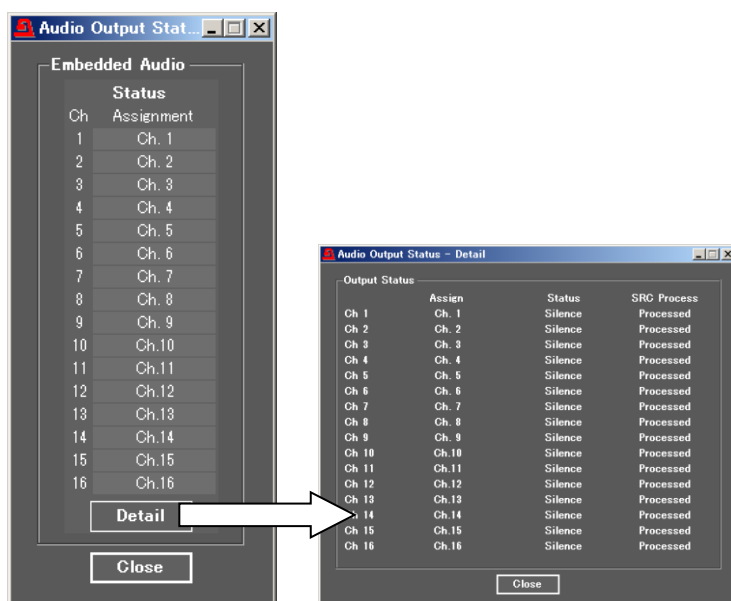 Audio Output Stat...
Embedded Audio
Status
Ch Assignment
1 Ch. 1
2 Ch. 2
3 Ch. 3
4 Ch. 4
5 Ch. 5
6 Ch. 6
7 Ch. 7
8 Ch. 8
9 Ch. 9
10 Ch.10
11 Ch.11
12 Ch.12
13 Ch.13
14 Ch.14
15 Ch.15
16 Ch.16
Detail
Close
Audio Output Status - Detail
Output Status
Assign Status SRC Process
Ch 1 Ch. 1 Silence Processed
Ch 2 Ch. 2 Silence Processed
Ch 3 Ch. 3 Silence Processed
Ch 4 Ch. 4 Silence Processed
Ch 5 Ch. 5 Silence Processed
Ch 6 Ch. 6 Silence Processed
Ch 7 Ch. 7 Silence Processed
Ch 8 Ch. 8 Silence Processed
Ch 9 Ch. 9 Silence Processed
Ch 10 Ch.10 Silence Processed
Ch 11 Ch.11 Silence Processed
Ch 12 Ch.12 Silence Processed
Ch 13 Ch.13 Silence Processed
14 Ch.14 Silence Processed
Ch 15 Ch.15 Silence Processed
Ch 16 Ch.16 Silence Processed
Close